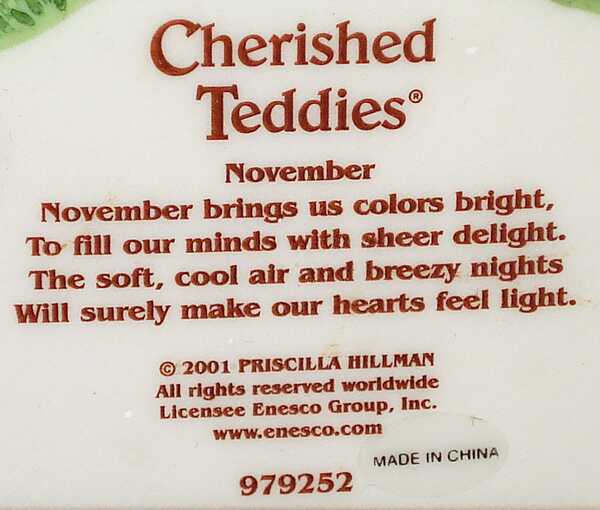 Cherished
Teddies®
November
November brings us colors bright,
To fill our minds with sheer delight.
The soft, cool air and breezy nights
Will surely make our hearts feel light.
© 2001 PRISCILLA HILLMAN
All rights reserved worldwide
Licensee Enesco Group, Inc.
www.enesco.com
MADE IN CHINA
979252